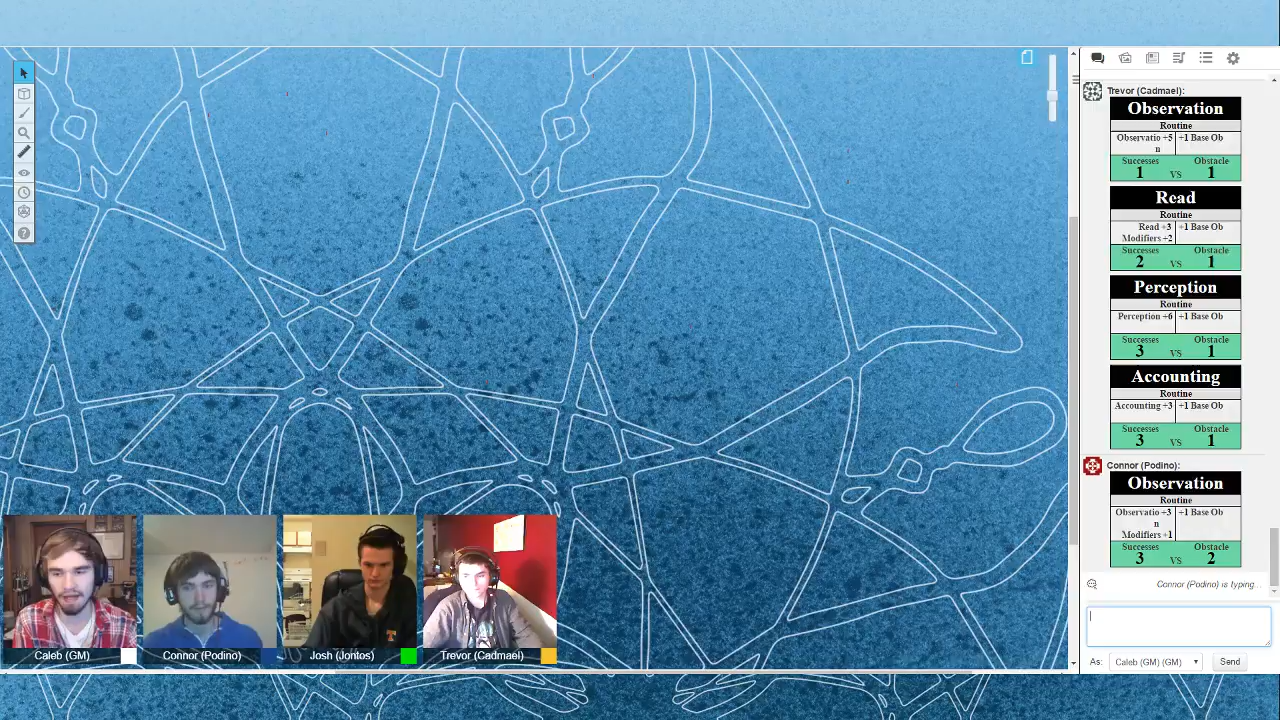 Trevor (Cadmael):
Observation
Routine
Observatio +5 +1 Base Ob
n
Successes Obstacle
1 VS 1
Read
Routine
Read +3 +1 Base Ob
Modifiers +2
Successes Obstacle
2 VS 1
Perception
Routine
Perception +6 +1 Base Ob
Successes Obstacle
3 VS 1
Accounting
Routine
Accounting +3 +1 Base Ob
Successes Obstacle
3 VS 1
Connor (Podino):
Observation
Routine
Observatio +3 +1 Base Ob
n
Modifiers +1
Successes Obstacle
3 VS 2
Connor (Podino) is typing...
As: Caleb (GM) (GM) Send
Caleb (GM) Connor (Podino) Josh (Jontos) Trevor (Cadmael)